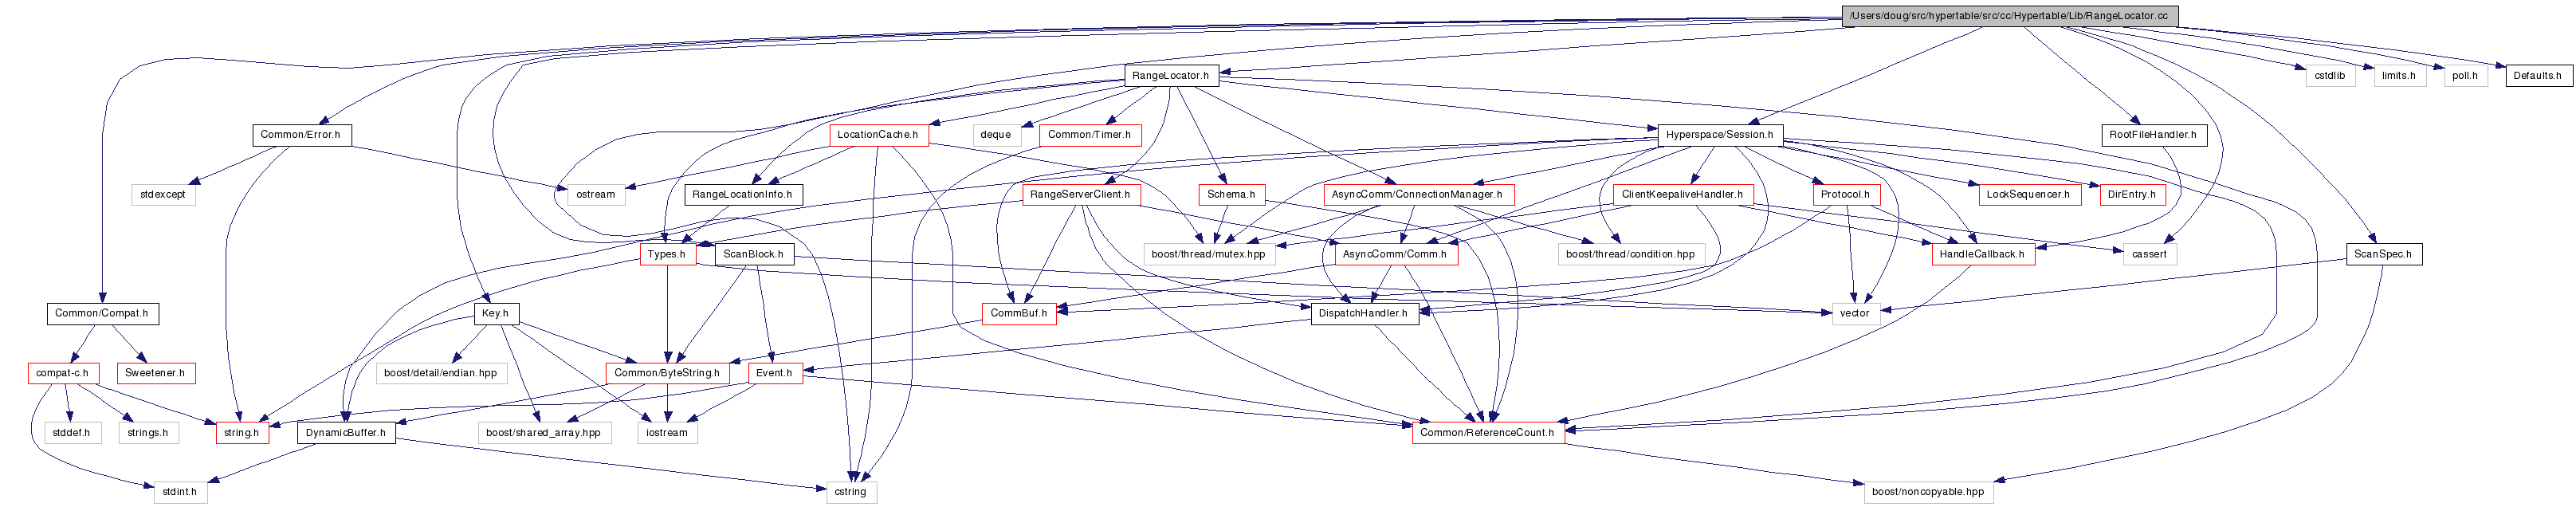 /Users/doug/src/hypertable/src/cc/Hypertable/Lib/RangeLocator.cc
RangeLocator.h
cstdlib
limits.h
poll.h
Defaults.h
Common/Error.h
LocationCache.h
deque
Common/Timer.h
Hyperspace/Session.h
RootFileHandler.h
stdexcept
ostream
RangeLocationInfo.h
RangeServerClient.h
Schema.h
AsyncComm/ConnectionManager.h
ClientKeepaliveHandler.h
Protocol.h
LockSequencer.h
DirEntry.h
Types.h
ScanBlock.h
boost/thread/mutex.hpp
AsyncComm/Comm.h
boost/thread/condition.hpp
HandleCallback.h
cassert
ScanSpec.h
Common/Compat.h
Key.h
CommBuf.h
DispatchHandler.h
vector
compat-c.h
Sweetener.h
boost/detail/endian.hpp
Common/ByteString.h
Event.h
stddef.h
strings.h
string.h
DynamicBuffer.h
boost/shared_array.hpp
iostream
Common/ReferenceCount.h
stdint.h
cstring
boost/noncopyable.hpp